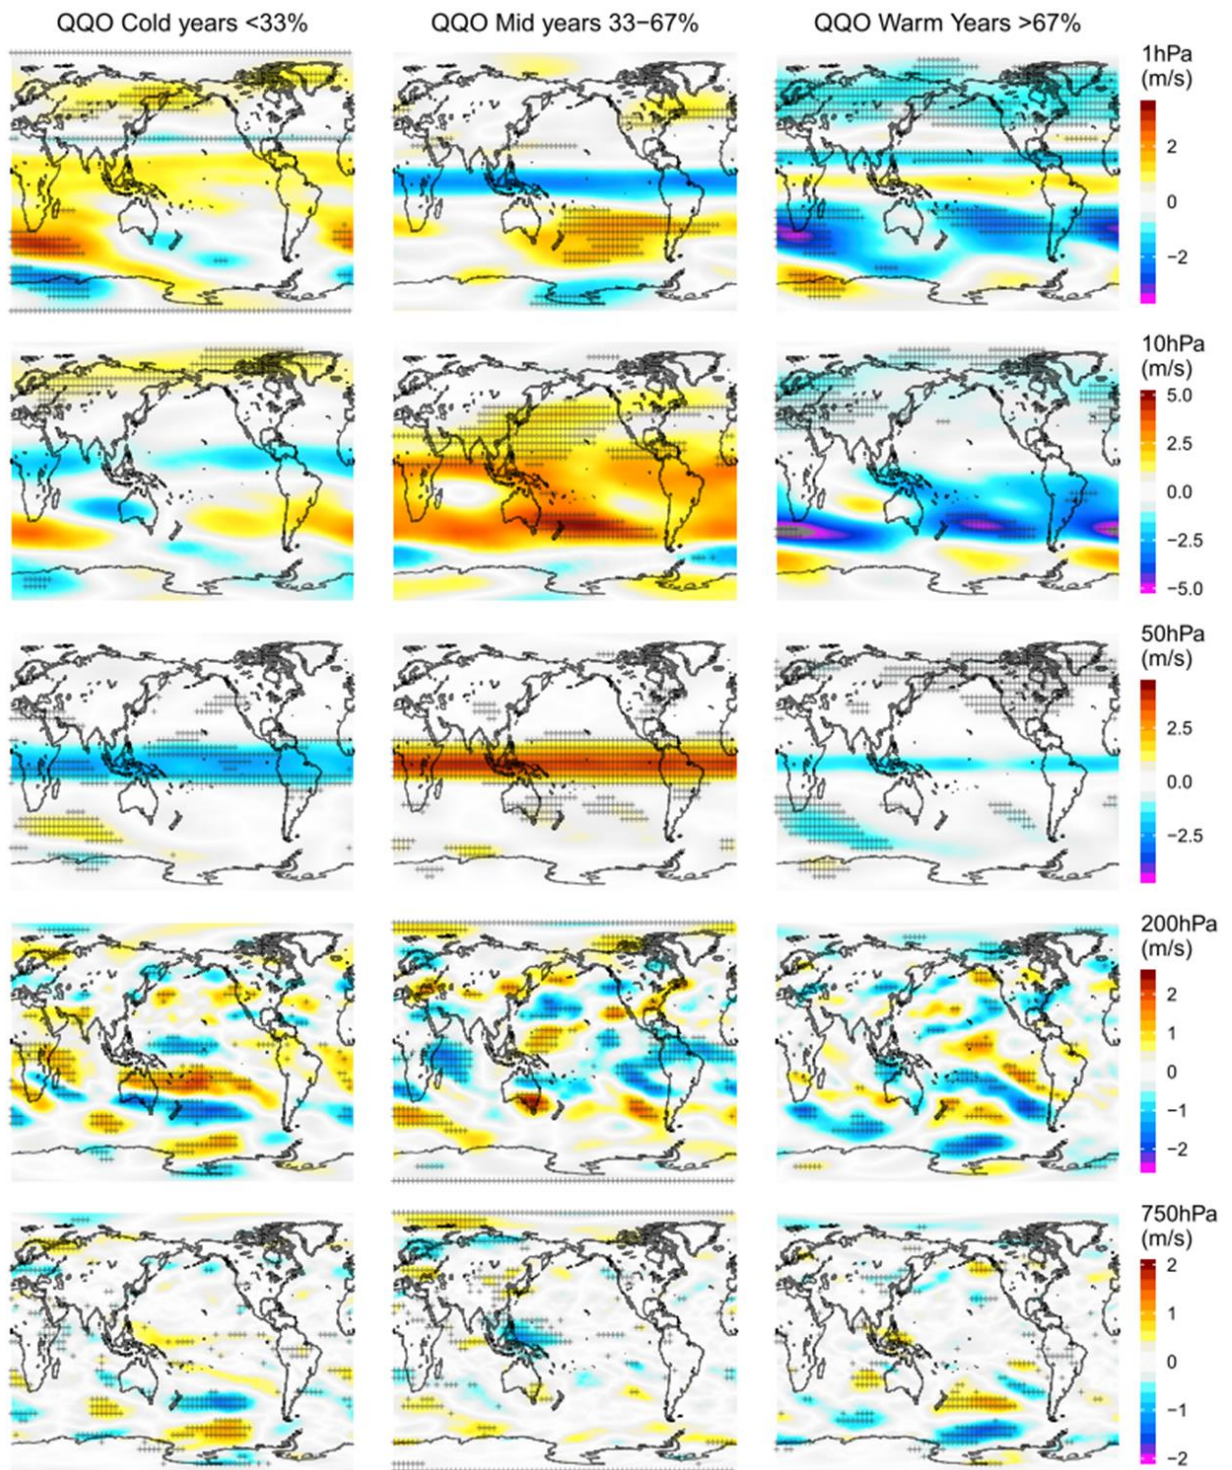 QQO Cold years <33%
QQO Mid years 33−67%
QQO Warm Years >67%
1hPa
(m/s)
2
0
−2
10hPa
(m/s)
5.0
2.5
0.0
−2.5
−5.0
50hPa
(m/s)
2.5
0.0
−2.5
200hPa
(m/s)
2
1
0
−1
−2
750hPa
(m/s)
2
1
0
−1
−2